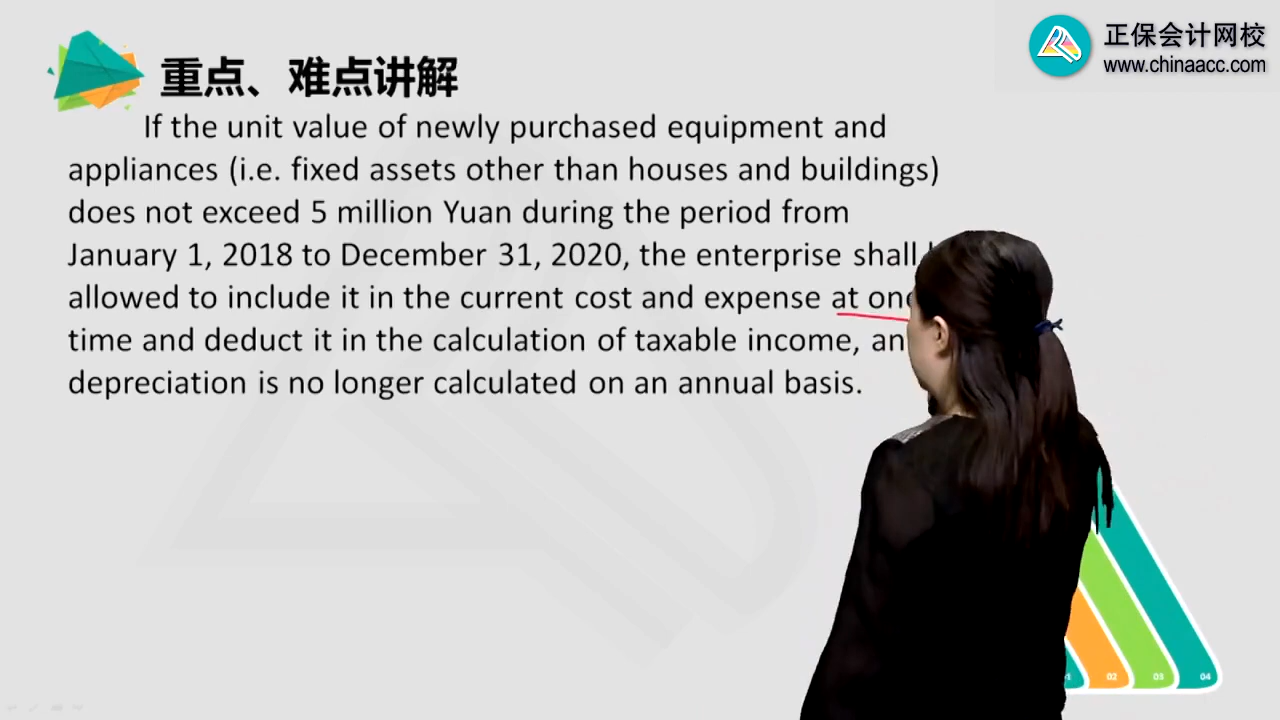 正保会计网校
www.chinaacc.com
重点、难点讲解
If the unit value of newly purchased equipment and
appliances (i.e. fixed assets other than houses and buildings)
does not exceed 5 million Yuan during the period from
January 1, 2018 to December 31, 2020, the enterprise shall
allowed to include it in the current cost and expense at
time and deduct it in the calculation of taxable income,
depreciation is no longer calculated on an annual basis.
02 03 04